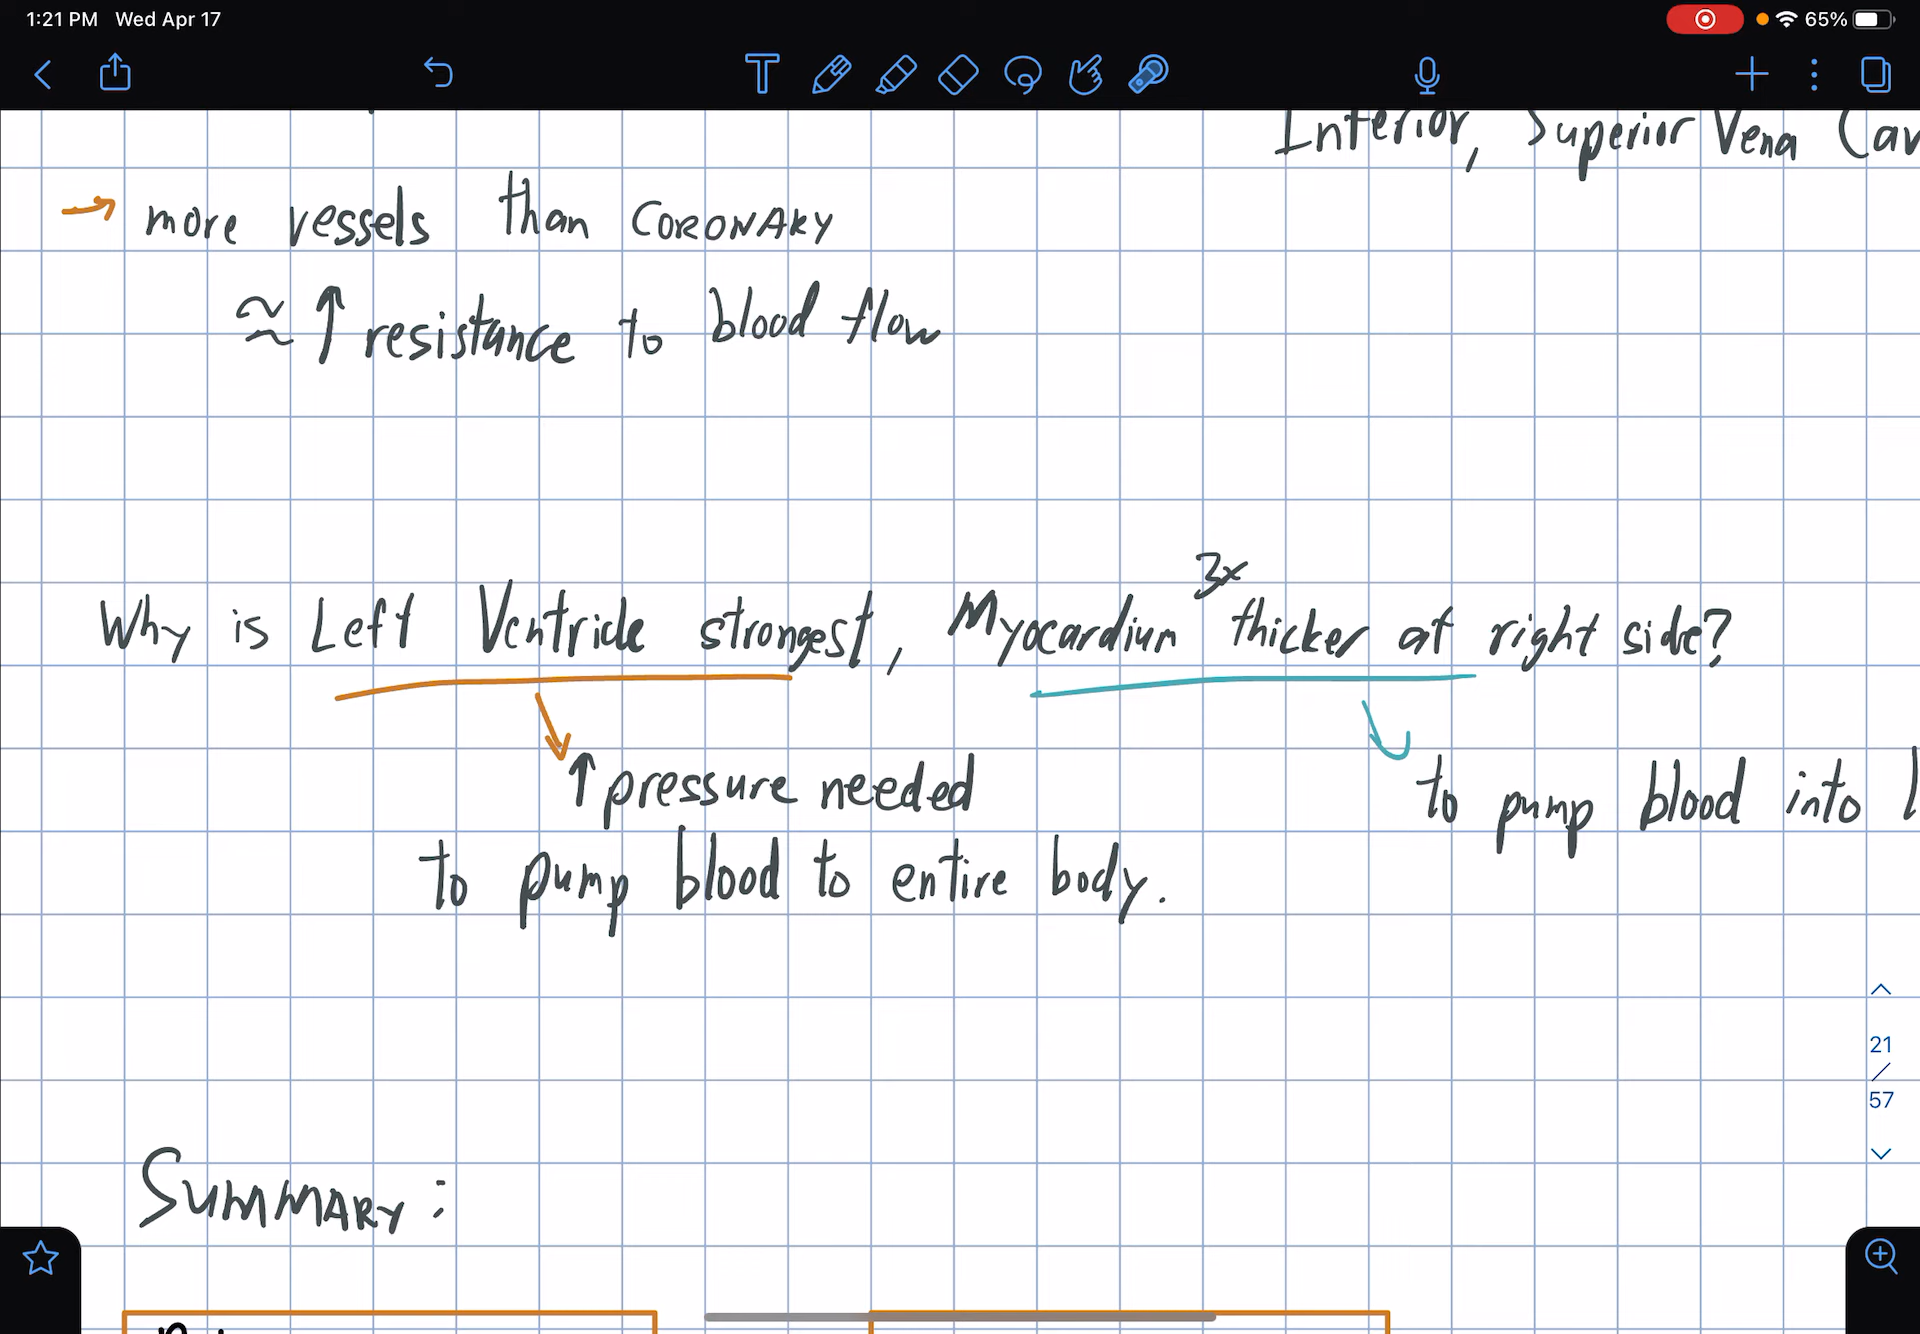 1:21 PM Wed Apr 17
65%
Inferior, Superior Vena Cav
→ more vessels than CORONARY
≈ ↑ resistance to blood flow
3x
Why is Left Ventricle strongest, Myocardium thicker at right side?
↑ pressure needed
to pump blood into l
to pump blood to entire body.
21
/
57
SUMMARY: